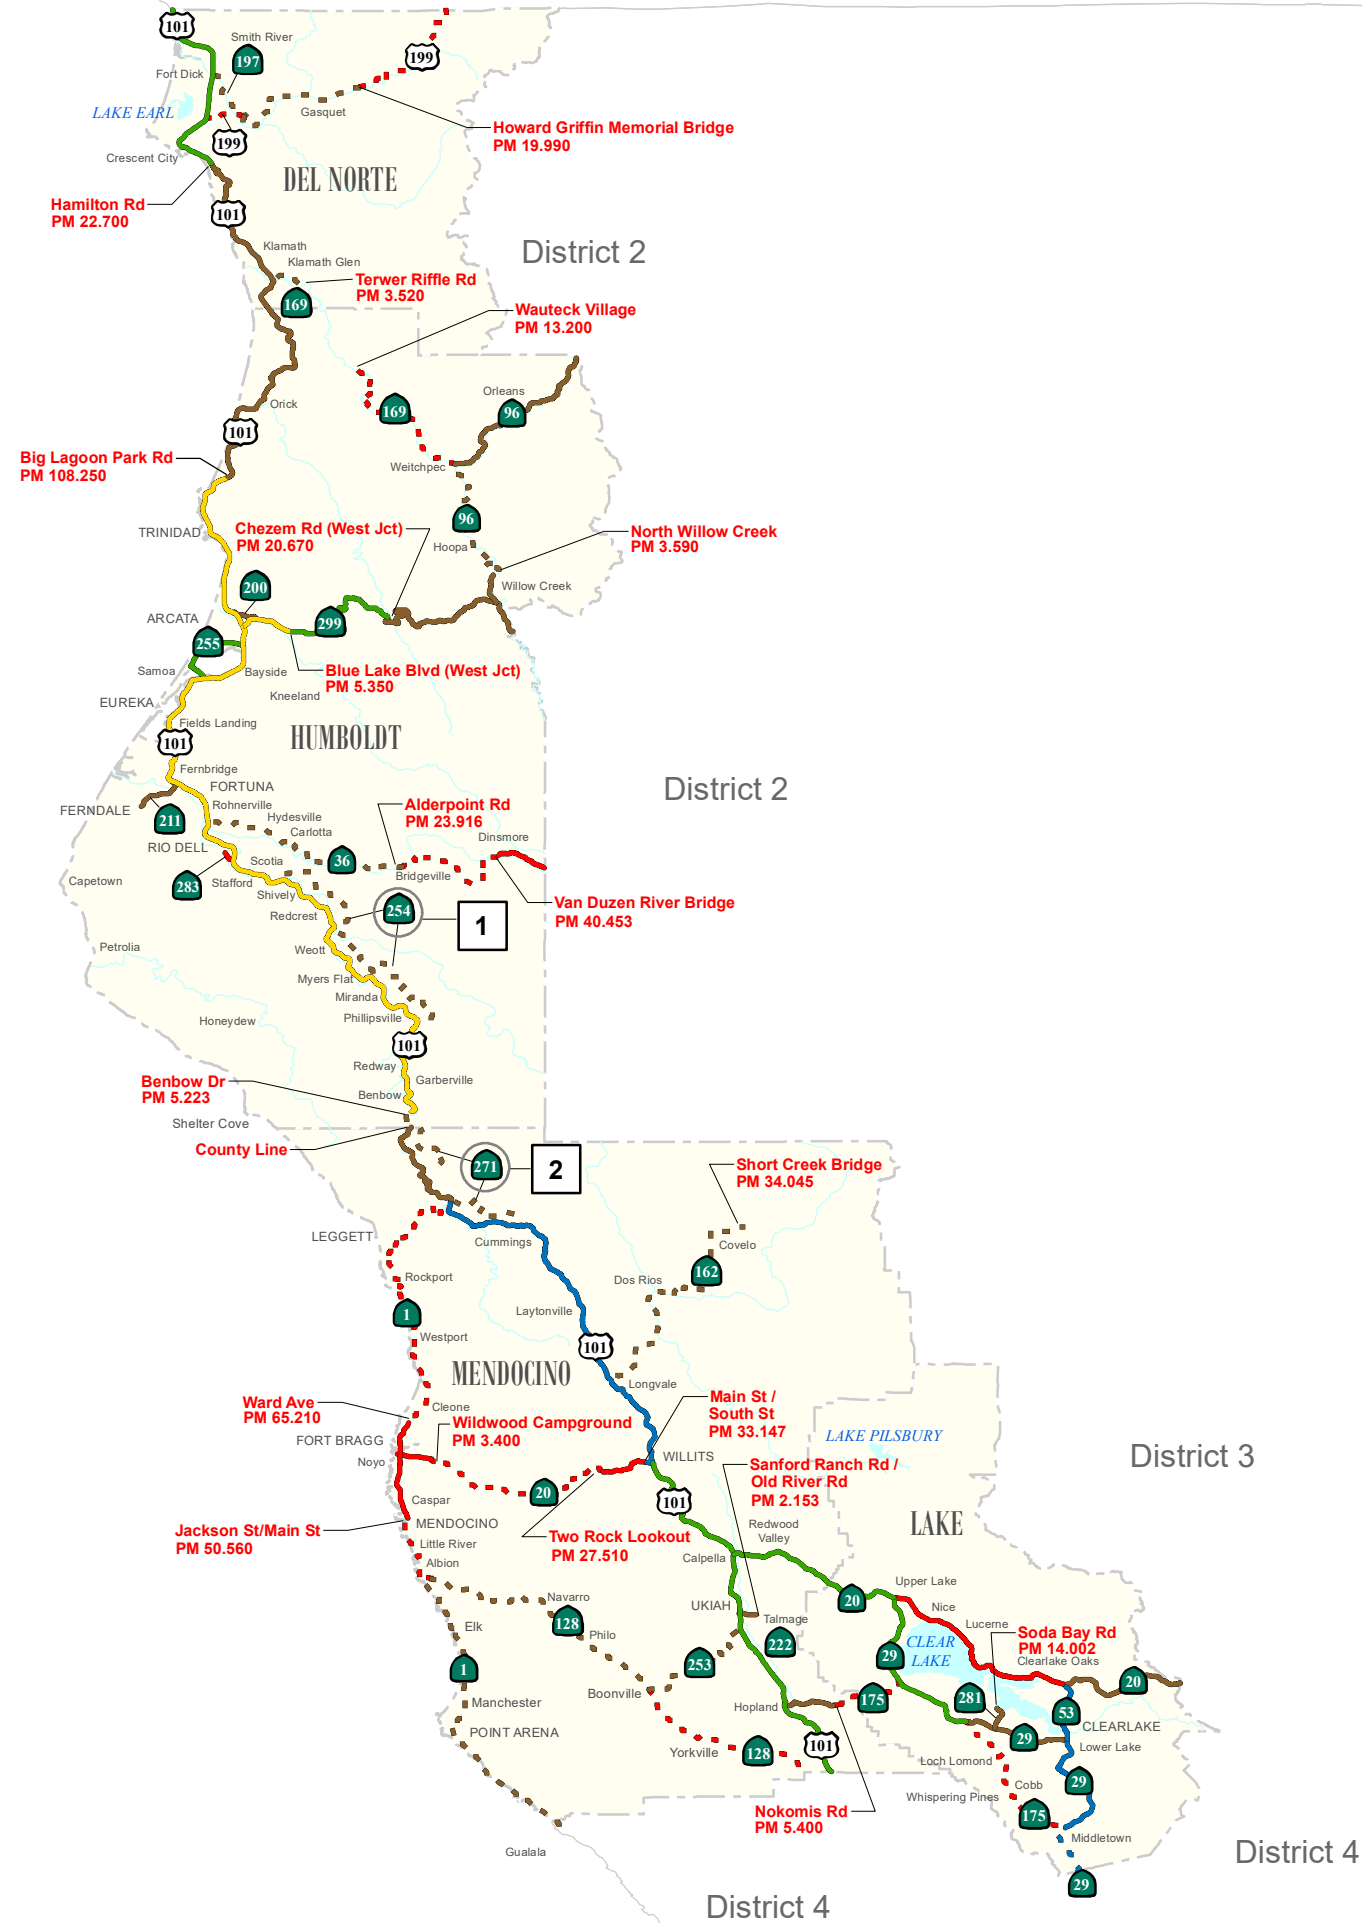 101
Smith River
197
199
Fort Dick
LAKE EARL
Gasquet
Howard Griffin Memorial Bridge
PM 19.990
199
Crescent City
DEL NORTE
Hamilton Rd
PM 22.700
101
Klamath
District 2
Klamath Glen
Terwer Riffle Rd
PM 3.520
169
Wauteck Village
PM 13.200
Orleans
Orick
169
96
101
Big Lagoon Park Rd
PM 108.250
Weitchpec
96
TRINIDAD
Chezem Rd (West Jct)
PM 20.670
North Willow Creek
PM 3.590
Hoopa
Willow Creek
200
ARCATA
299
255
Samoa
Bayside
Blue Lake Blvd (West Jct)
PM 5.350
Kneeland
EUREKA
Fields Landing
HUMBOLDT
101
Fernbridge
FORTUNA
District 2
FERNDALE
Rohnerville
Alderpoint Rd
PM 23.916
211
Hydesville
Carlotta
Dinsmore
RIO DELL
Scotia
36
Bridgeville
Capetown
283
Stafford
Shively
254
1
Van Duzen River Bridge
PM 40.453
Redcrest
Petrolia
Weott
Myers Flat
Miranda
Honeydew
Phillipsville
101
Redway
Garberville
Benbow Dr
PM 5.223
Benbow
Shelter Cove
County Line
271
2
Short Creek Bridge
PM 34.045
LEGGETT
Cummings
Covelo
162
Rockport
Dos Rios
1
Laytonville
Westport
101
MENDOCINO
Longvale
Ward Ave
PM 65.210
Cleone
Main St /
South St
PM 33.147
Wildwood Campground
PM 3.400
FORT BRAGG
Noyo
LAKE PILSBURY
District 3
WILLITS
Sanford Ranch Rd /
Old River Rd
PM 2.153
20
101
Caspar
MENDOCINO
Jackson St/Main St
PM 50.560
Two Rock Lookout
PM 27.510
Redwood
Valley
LAKE
Little River
Albion
Calpella
Upper Lake
Navarro
20
Nice
UKIAH
Talmage
Lucerne
Elk
128
Philo
222
CLEAR
LAKE
Soda Bay Rd
PM 14.002
Clearlake Oaks
1
253
29
20
Boonville
Hopland
175
281
53
Manchester
CLEARLAKE
POINT ARENA
101
29
Lower Lake
Yorkville
128
Loch Lomond
Cobb
29
Whispering Pines
Nokomis Rd
PM 5.400
175
Middletown
Gualala
District 4
29
District 4